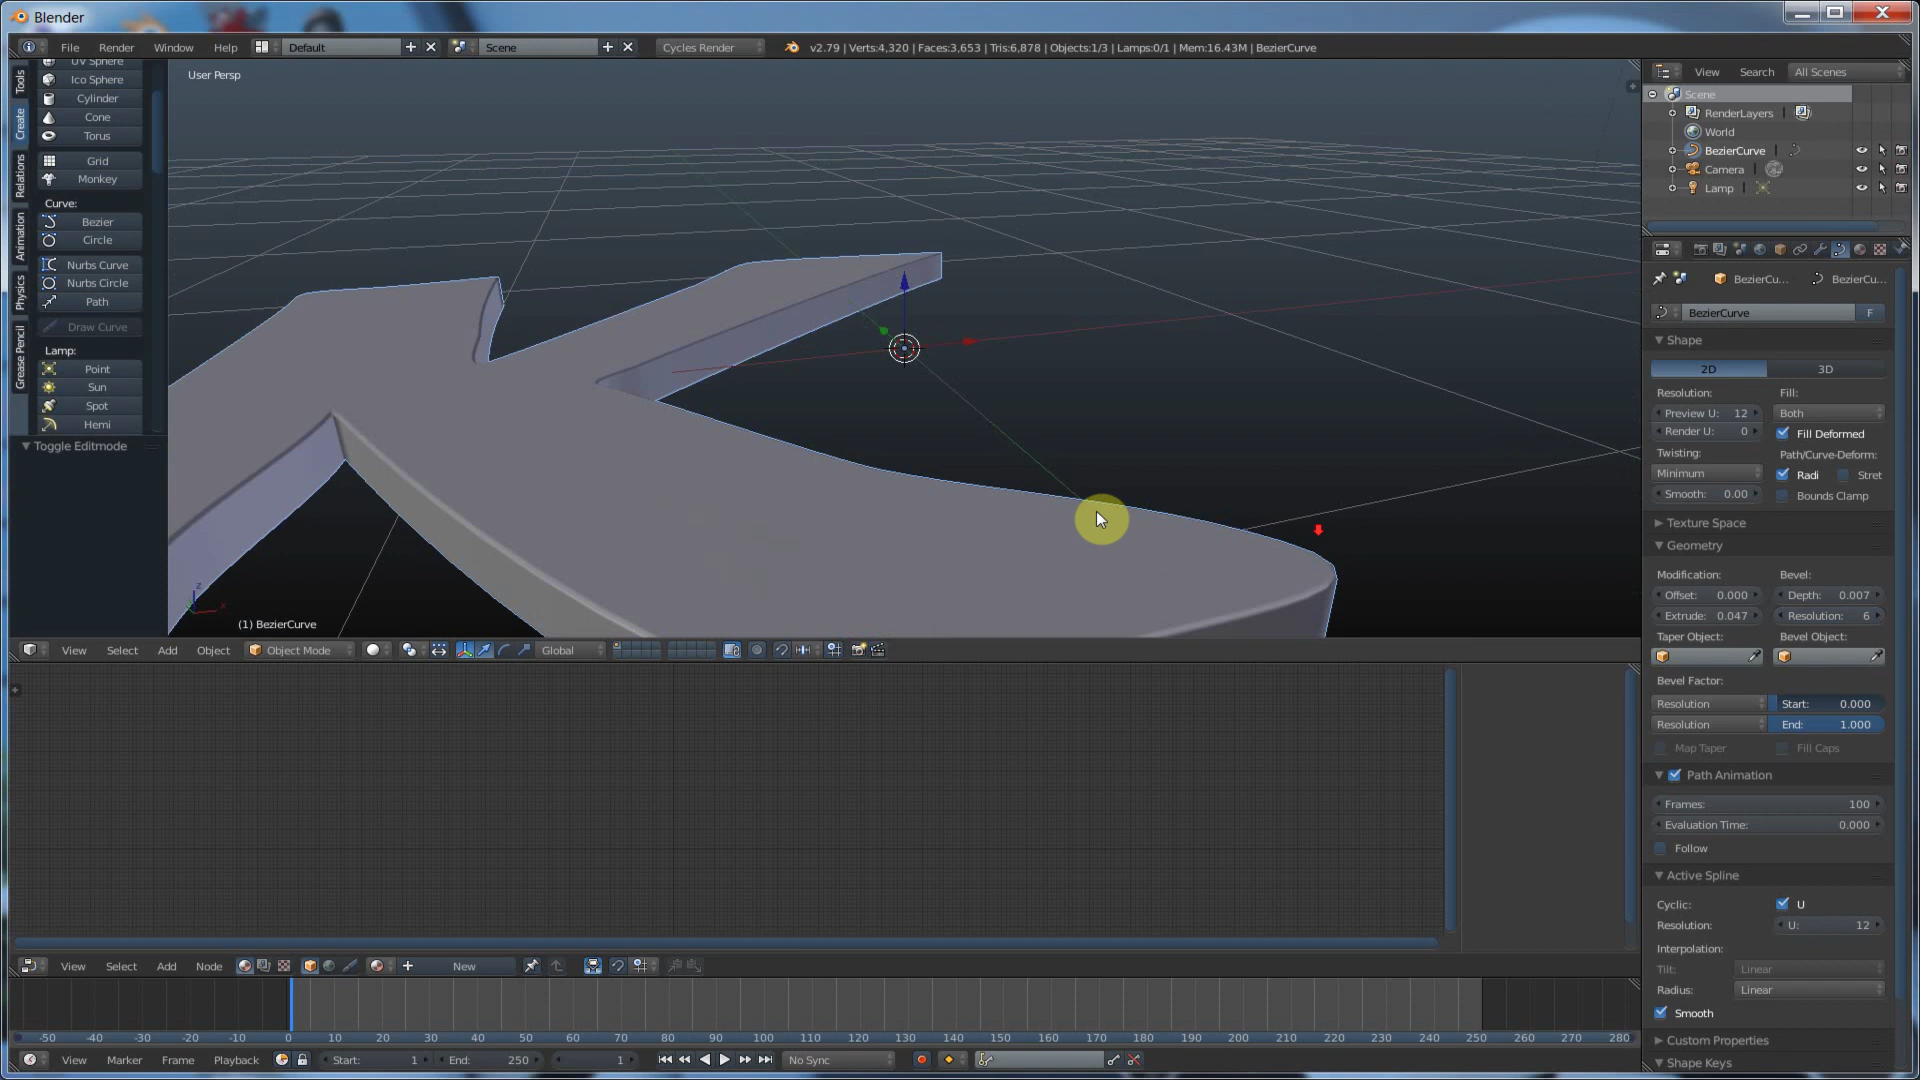 Blender
File Render Window Help Default Scene Cycles Render v2.79 | Verts:4,320 | Faces:3,653 | Tris:6,878 | Objects:1/3 | Lamps:0/1 | Mem:16.43M | BezierCurve
Tools
Create
Relations
Animation
Physics
Grease Pencil
UV Sphere
Ico Sphere
Cylinder
Cone
Torus
Grid
Monkey
Curve:
Bezier
Circle
Nurbs Curve
Nurbs Circle
Path
Draw Curve
Lamp:
Point
Sun
Spot
Hemi
Toggle Editmode
User Persp
(1) BezierCurve
z
x
View Select Add Object Object Mode Global
View Select Add Node New
-50 -40 -30 -20 -10 0 10 20 30 40 50 60 70 80 90 100 110 120 130 140 150 160 170 180 190 200 210 220 230 240 250 260 270 280
View Marker Frame Playback Start: 1 End: 250 1 No Sync
View Search All Scenes
Scene
RenderLayers
World
BezierCurve
Camera
Lamp
BezierCu... BezierCu...
BezierCurve F
Shape
2D 3D
Resolution: Fill:
Preview U: 12 Both
Render U: 0 Fill Deformed
Twisting: Path/Curve-Deform:
Minimum Radi Stret
Smooth: 0.00 Bounds Clamp
Texture Space
Geometry
Modification: Bevel:
Offset: 0.000 Depth: 0.007
Extrude: 0.047 Resolution: 6
Taper Object: Bevel Object:
Bevel Factor:
Resolution Start: 0.000
Resolution End: 1.000
Map Taper Fill Caps
Path Animation
Frames: 100
Evaluation Time: 0.000
Follow
Active Spline
Cyclic: U
Resolution: U: 12
Interpolation:
Tilt: Linear
Radius: Linear
Smooth
Custom Properties
Shape Keys